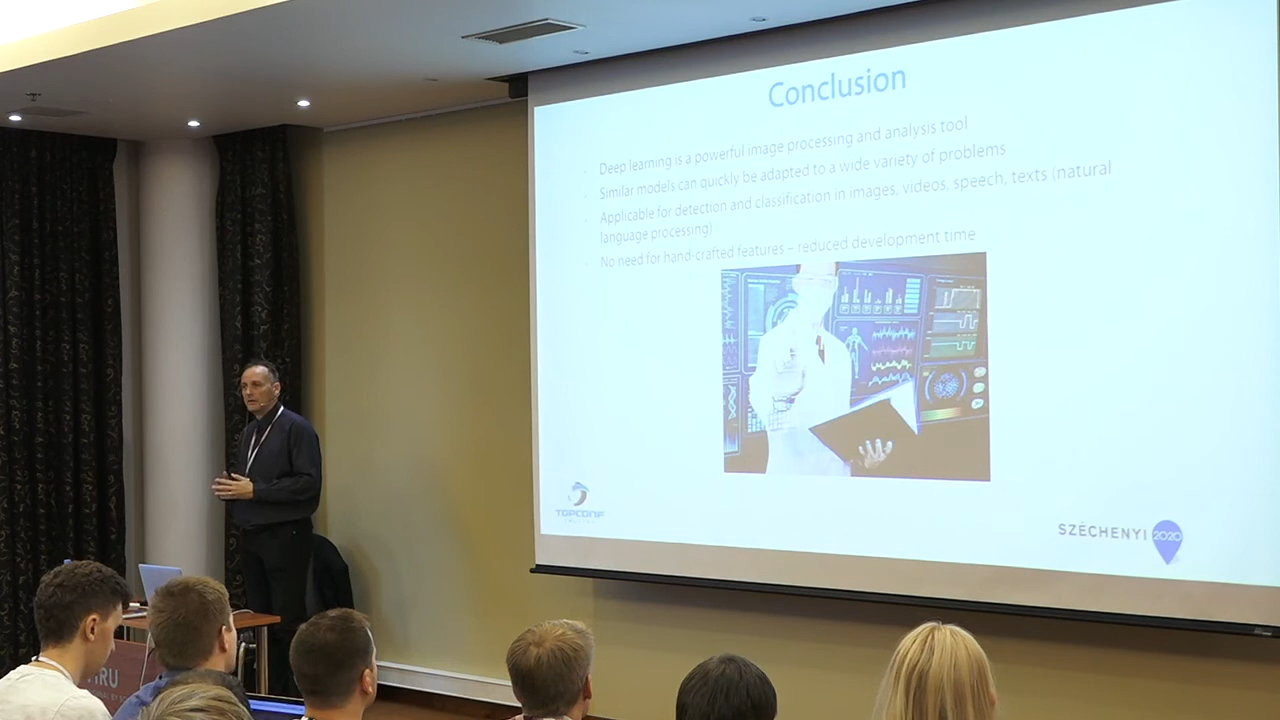 Conclusion
Deep learning is a powerful image processing and analysis tool
Similar models can quickly be adapted to a wide variety of problems
Applicable for detection and classification in images, videos, speech, texts (natural
language processing)
No need for hand-crafted features – reduced development time
TOPCONF
SZÉCHENYI 2020